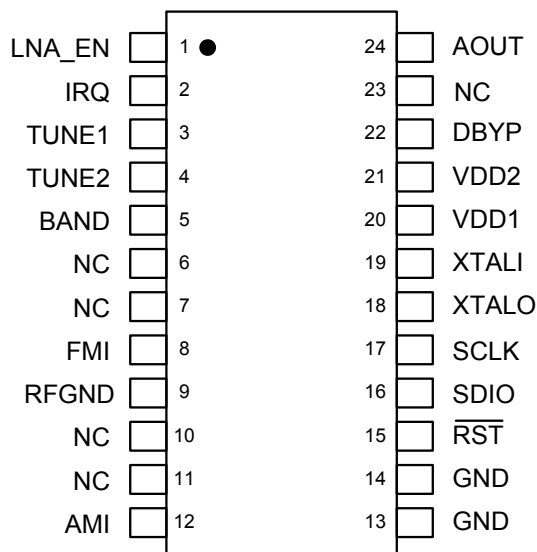 LNA_EN 1 24 AOUT
IRQ 2 23 NC
TUNE1 3 22 DBYP
TUNE2 4 21 VDD2
BAND 5 20 VDD1
NC 6 19 XTALI
NC 7 18 XTALO
FMI 8 17 SCLK
RFGND 9 16 SDIO
NC 10 15 R̅S̅T̅
NC 11 14 GND
AMI 12 13 GND